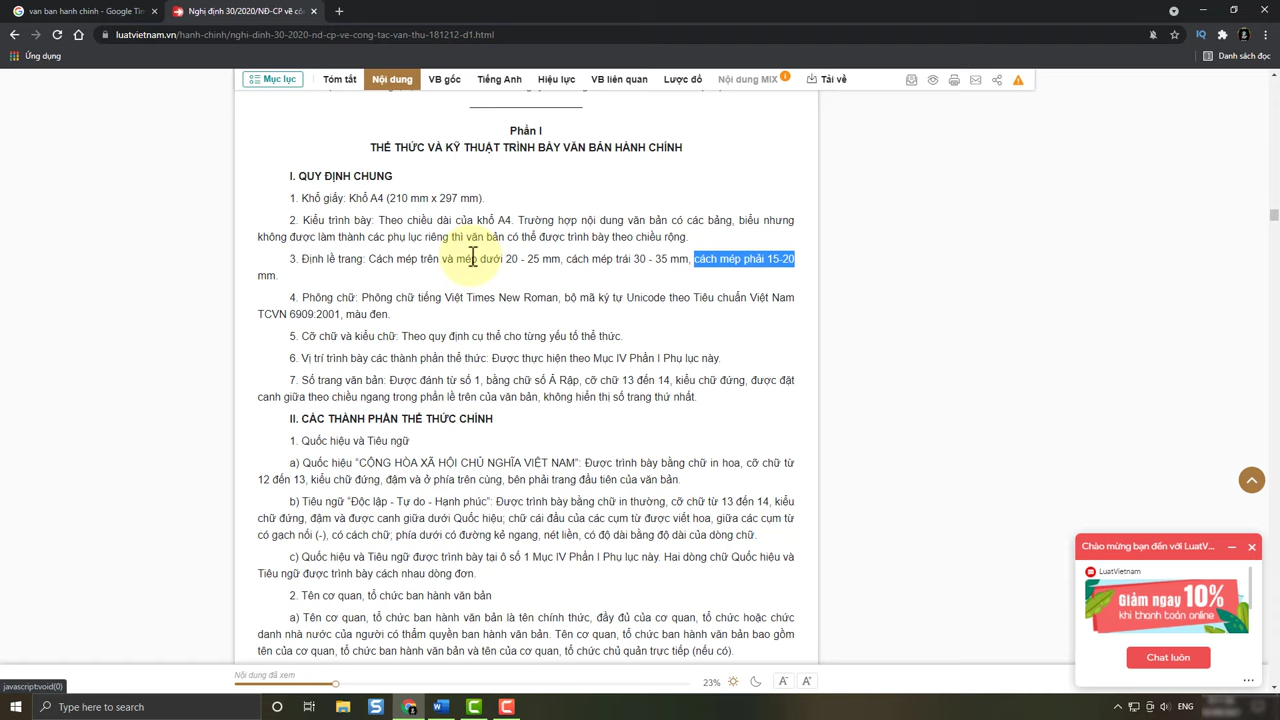 van ban hanh chinh - Google Tìm
Nghị định 30/2020/NĐ-CP về cô
luatvietnam.vn/hanh-chinh/nghi-dinh-30-2020-nd-cp-ve-cong-tac-van-thu-181212-d1.html
Ứng dụng
Danh sách đọc
Mục lục Tóm tắt Nội dung VB gốc Tiếng Anh Hiệu lực VB liên quan Lược đồ Nội dung MIX Tải về
Phần I
THỂ THỨC VÀ KỸ THUẬT TRÌNH BÀY VĂN BẢN HÀNH CHÍNH
I. QUY ĐỊNH CHUNG
1. Khổ giấy: Khổ A4 (210 mm x 297 mm).
2. Kiểu trình bày: Theo chiều dài của khổ A4. Trường hợp nội dung văn bản có các bảng, biểu nhưng
không được làm thành các phụ lục riêng thì văn bản có thể được trình bày theo chiều rộng.
3. Định lề trang: Cách mép trên và mép dưới 20 - 25 mm, cách mép trái 30 - 35 mm, cách mép phải 15-20
mm.
4. Phông chữ: Phông chữ tiếng Việt Times New Roman, bộ mã ký tự Unicode theo Tiêu chuẩn Việt Nam
TCVN 6909:2001, màu đen.
5. Cỡ chữ và kiểu chữ: Theo quy định cụ thể cho từng yếu tố thể thức.
6. Vị trí trình bày các thành phần thể thức: Được thực hiện theo Mục IV Phần I Phụ lục này.
7. Số trang văn bản: Được đánh từ số 1, bằng chữ số Ả Rập, cỡ chữ 13 đến 14, kiểu chữ đứng, được đặt
canh giữa theo chiều ngang trong phần lề trên của văn bản, không hiển thị số trang thứ nhất.
II. CÁC THÀNH PHẦN THỂ THỨC CHÍNH
1. Quốc hiệu và Tiêu ngữ
a) Quốc hiệu “CỘNG HÒA XÃ HỘI CHỦ NGHĨA VIỆT NAM”: Được trình bày bằng chữ in hoa, cỡ chữ từ
12 đến 13, kiểu chữ đứng, đậm và ở phía trên cùng, bên phải trang đầu tiên của văn bản.
b) Tiêu ngữ “Độc lập - Tự do - Hạnh phúc”: Được trình bày bằng chữ in thường, cỡ chữ từ 13 đến 14, kiểu
chữ đứng, đậm và được canh giữa dưới Quốc hiệu; chữ cái đầu của các cụm từ được viết hoa, giữa các cụm từ
có gạch nối (-), có cách chữ; phía dưới có đường kẻ ngang, nét liền, có độ dài bằng độ dài của dòng chữ.
c) Quốc hiệu và Tiêu ngữ được trình bày tại ô số 1 Mục IV Phần I Phụ lục này. Hai dòng chữ Quốc hiệu và
Tiêu ngữ được trình bày cách nhau dòng đơn.
2. Tên cơ quan, tổ chức ban hành văn bản
a) Tên cơ quan, tổ chức ban hành văn bản là tên chính thức, đầy đủ của cơ quan, tổ chức hoặc chức
danh nhà nước của người có thẩm quyền ban hành văn bản. Tên cơ quan, tổ chức ban hành văn bản bao gồm
tên của cơ quan, tổ chức ban hành văn bản và tên của cơ quan, tổ chức chủ quản trực tiếp (nếu có).
Chào mừng bạn đến với LuatV...
LuatVietnam
Giảm ngay 10%
khi thanh toán online
Chat luôn
Nội dung đã xem
23% A- A+
javascript:void(0)
Type here to search
ENG